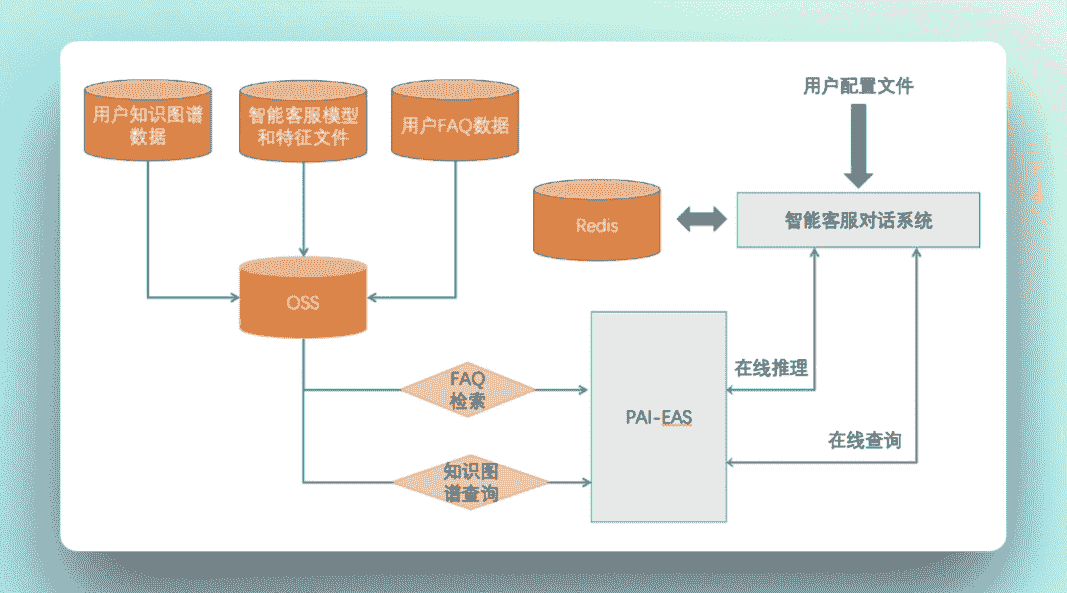 用户知识图谱
数据
智能客服模型
和特征文件
用户FAQ数据
用户配置文件
Redis
智能客服对话系统
OSS
在线推理
FAQ
检索
PAI-EAS
在线查询
知识图
谱查询